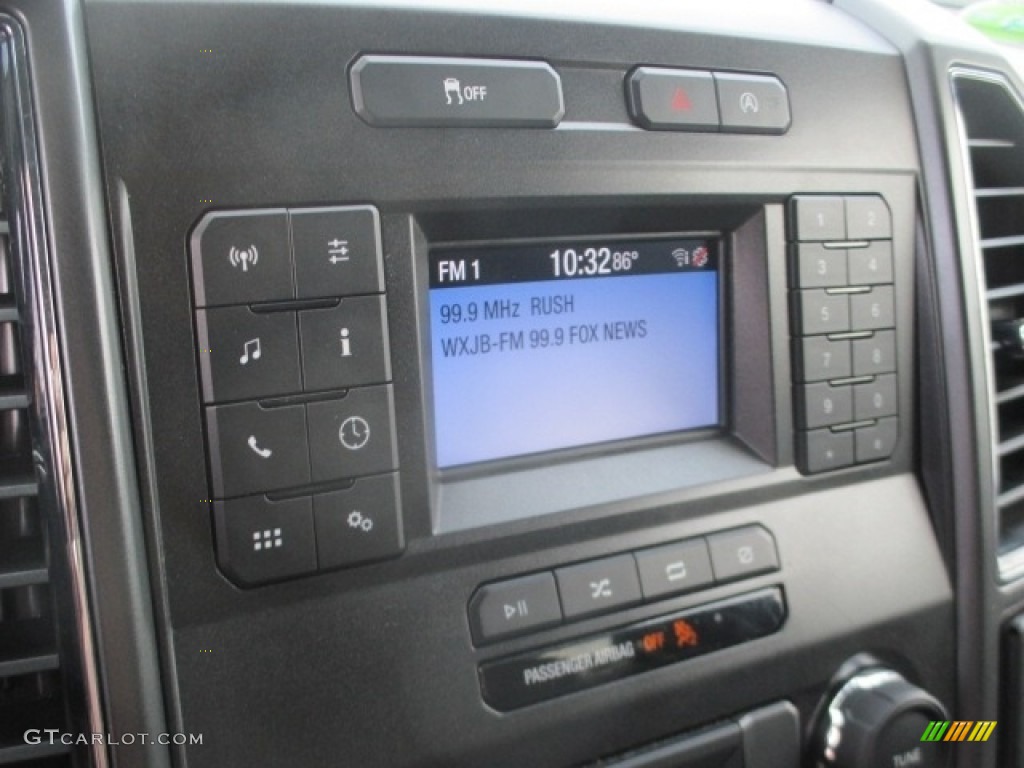 OFF
FM 1 10:32 86°
99.9 MHz RUSH
WXJB-FM 99.9 FOX NEWS
1 2
3 4
5 6
7 8
9 0
* #
PASSENGER AIRBAG OFF
TUNE
GTCARLOT.COM